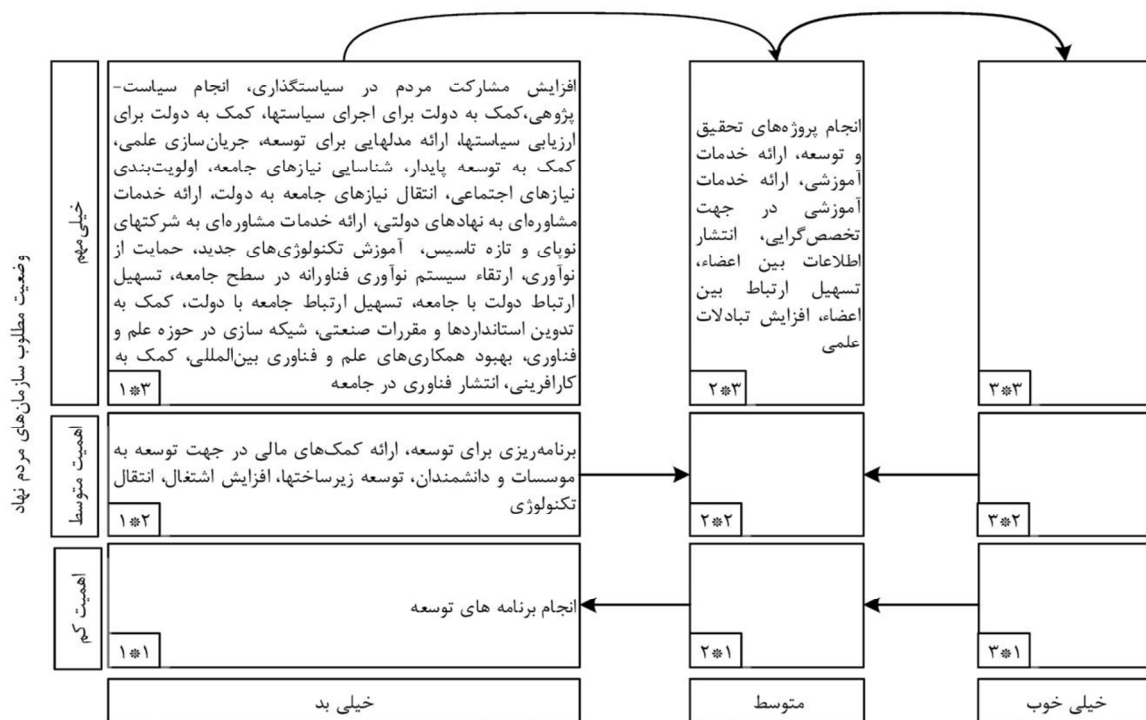 وضعیت مطلوب سازمان‌های مردم نهاد
خیلی مهم
افزایش مشارکت مردم در سیاستگذاری، انجام سیاست-
پژوهی،کمک به دولت برای اجرای سیاستها، کمک به دولت برای
ارزیابی سیاستها، ارائه مدلهایی برای توسعه، جریان‌سازی علمی،
کمک به توسعه پایدار، شناسایی نیازهای جامعه، اولویت‌بندی
نیازهای اجتماعی، انتقال نیازهای جامعه به دولت، ارائه خدمات
مشاوره‌ای به نهادهای دولتی، ارائه خدمات مشاوره‌ای به شرکتهای
نوپای و تازه تاسیس، آموزش تکنولوژی‌های جدید، حمایت از
نوآوری، ارتقاء سیستم نوآوری فناورانه در سطح جامعه، تسهیل
ارتباط دولت با جامعه، تسهیل ارتباط جامعه با دولت، کمک به
تدوین استانداردها و مقررات صنعتی، شبکه سازی در حوزه علم و
فناوری، بهبود همکاری‌های علم و فناوری بین‌المللی، کمک به
کارافرینی، انتشار فناوری در جامعه
۱*۳
انجام پروژه‌های تحقیق
و توسعه، ارائه خدمات
آموزشی، ارائه خدمات
آموزشی در جهت
تخصص‌گرایی، انتشار
اطلاعات بین اعضاء،
تسهیل ارتباط بین
اعضاء، افزایش تبادلات
علمی
۲*۳
۳*۳
اهمیت متوسط
برنامه‌ریزی برای توسعه، ارائه کمک‌های مالی در جهت توسعه به
موسسات و دانشمندان، توسعه زیرساختها، افزایش اشتغال، انتقال
تکنولوژی
۱*۲
۲*۲
۳*۲
اهمیت کم
انجام برنامه های توسعه
۱*۱
۲*۱
۳*۱
خیلی بد
متوسط
خیلی خوب